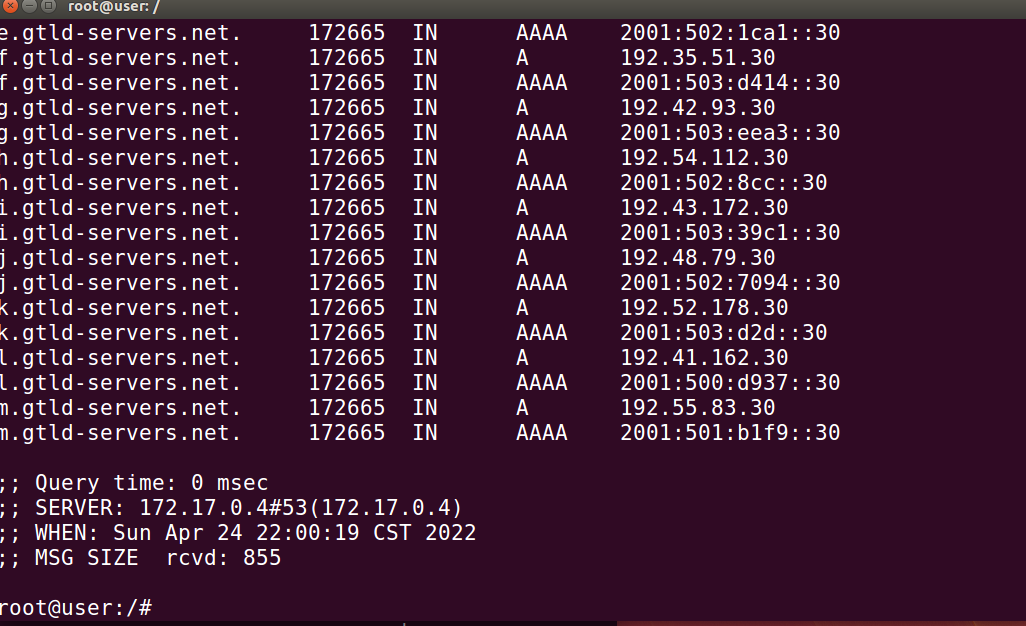 root@user: /
e.gtld-servers.net. 172665 IN AAAA 2001:502:1ca1::30
f.gtld-servers.net. 172665 IN A 192.35.51.30
f.gtld-servers.net. 172665 IN AAAA 2001:503:d414::30
g.gtld-servers.net. 172665 IN A 192.42.93.30
g.gtld-servers.net. 172665 IN AAAA 2001:503:eea3::30
h.gtld-servers.net. 172665 IN A 192.54.112.30
h.gtld-servers.net. 172665 IN AAAA 2001:502:8cc::30
i.gtld-servers.net. 172665 IN A 192.43.172.30
i.gtld-servers.net. 172665 IN AAAA 2001:503:39c1::30
j.gtld-servers.net. 172665 IN A 192.48.79.30
j.gtld-servers.net. 172665 IN AAAA 2001:502:7094::30
k.gtld-servers.net. 172665 IN A 192.52.178.30
k.gtld-servers.net. 172665 IN AAAA 2001:503:d2d::30
l.gtld-servers.net. 172665 IN A 192.41.162.30
l.gtld-servers.net. 172665 IN AAAA 2001:500:d937::30
m.gtld-servers.net. 172665 IN A 192.55.83.30
m.gtld-servers.net. 172665 IN AAAA 2001:501:b1f9::30
;; Query time: 0 msec
;; SERVER: 172.17.0.4#53(172.17.0.4)
;; WHEN: Sun Apr 24 22:00:19 CST 2022
;; MSG SIZE  rcvd: 855
root@user:/#